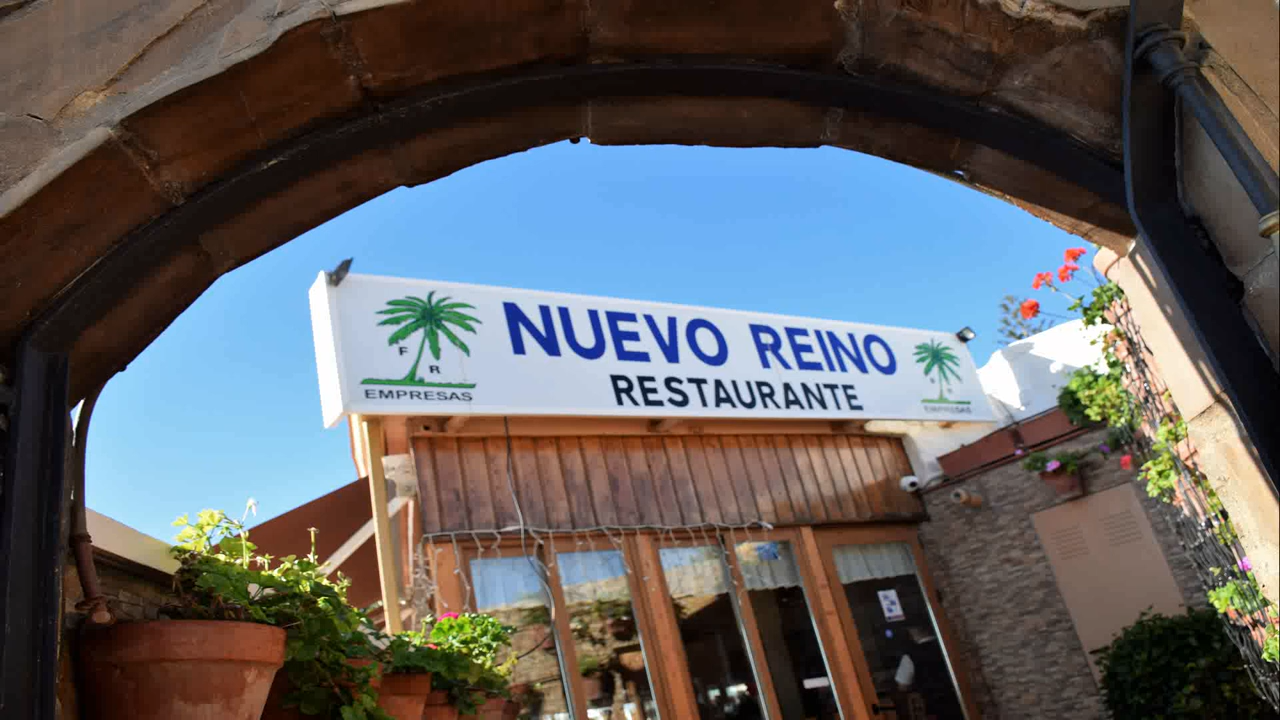 F
R
EMPRESAS
NUEVO REINO
RESTAURANTE
EMPRESAS